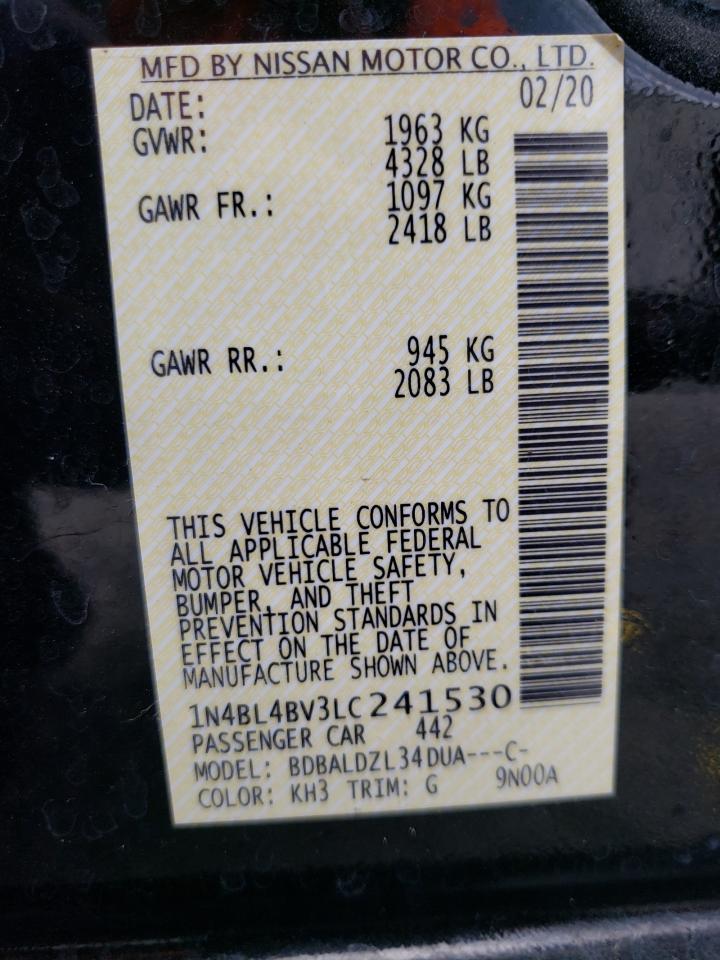 MFD BY NISSAN MOTOR CO., LTD.
DATE: 02/20
GVWR: 1963 KG
4328 LB
GAWR FR.: 1097 KG
2418 LB
GAWR RR.: 945 KG
2083 LB
THIS VEHICLE CONFORMS TO
ALL APPLICABLE FEDERAL
MOTOR VEHICLE SAFETY,
BUMPER, AND THEFT
PREVENTION STANDARDS IN
EFFECT ON THE DATE OF
MANUFACTURE SHOWN ABOVE.
1N4BL4BV3LC241530
PASSENGER CAR 442
MODEL: BDBALDZL34DUA---C-
COLOR: KH3 TRIM: G 9N00A